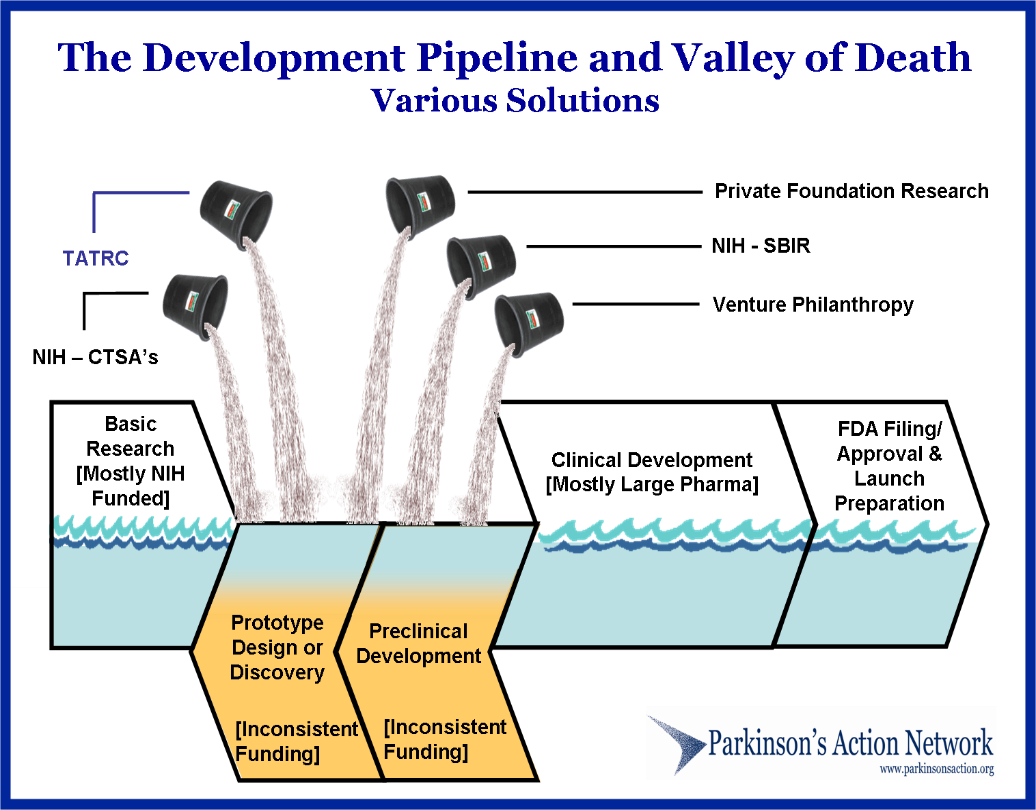 The Development Pipeline and Valley of Death
Various Solutions
TATRC
NIH – CTSA's
Private Foundation Research
NIH - SBIR
Venture Philanthropy
Basic
Research
[Mostly NIH
Funded]
Prototype
Design or
Discovery
[Inconsistent
Funding]
Preclinical
Development
[Inconsistent
Funding]
Clinical Development
[Mostly Large Pharma]
FDA Filing/
Approval &
Launch
Preparation
Parkinson's Action Network
www.parkinsonsaction.org